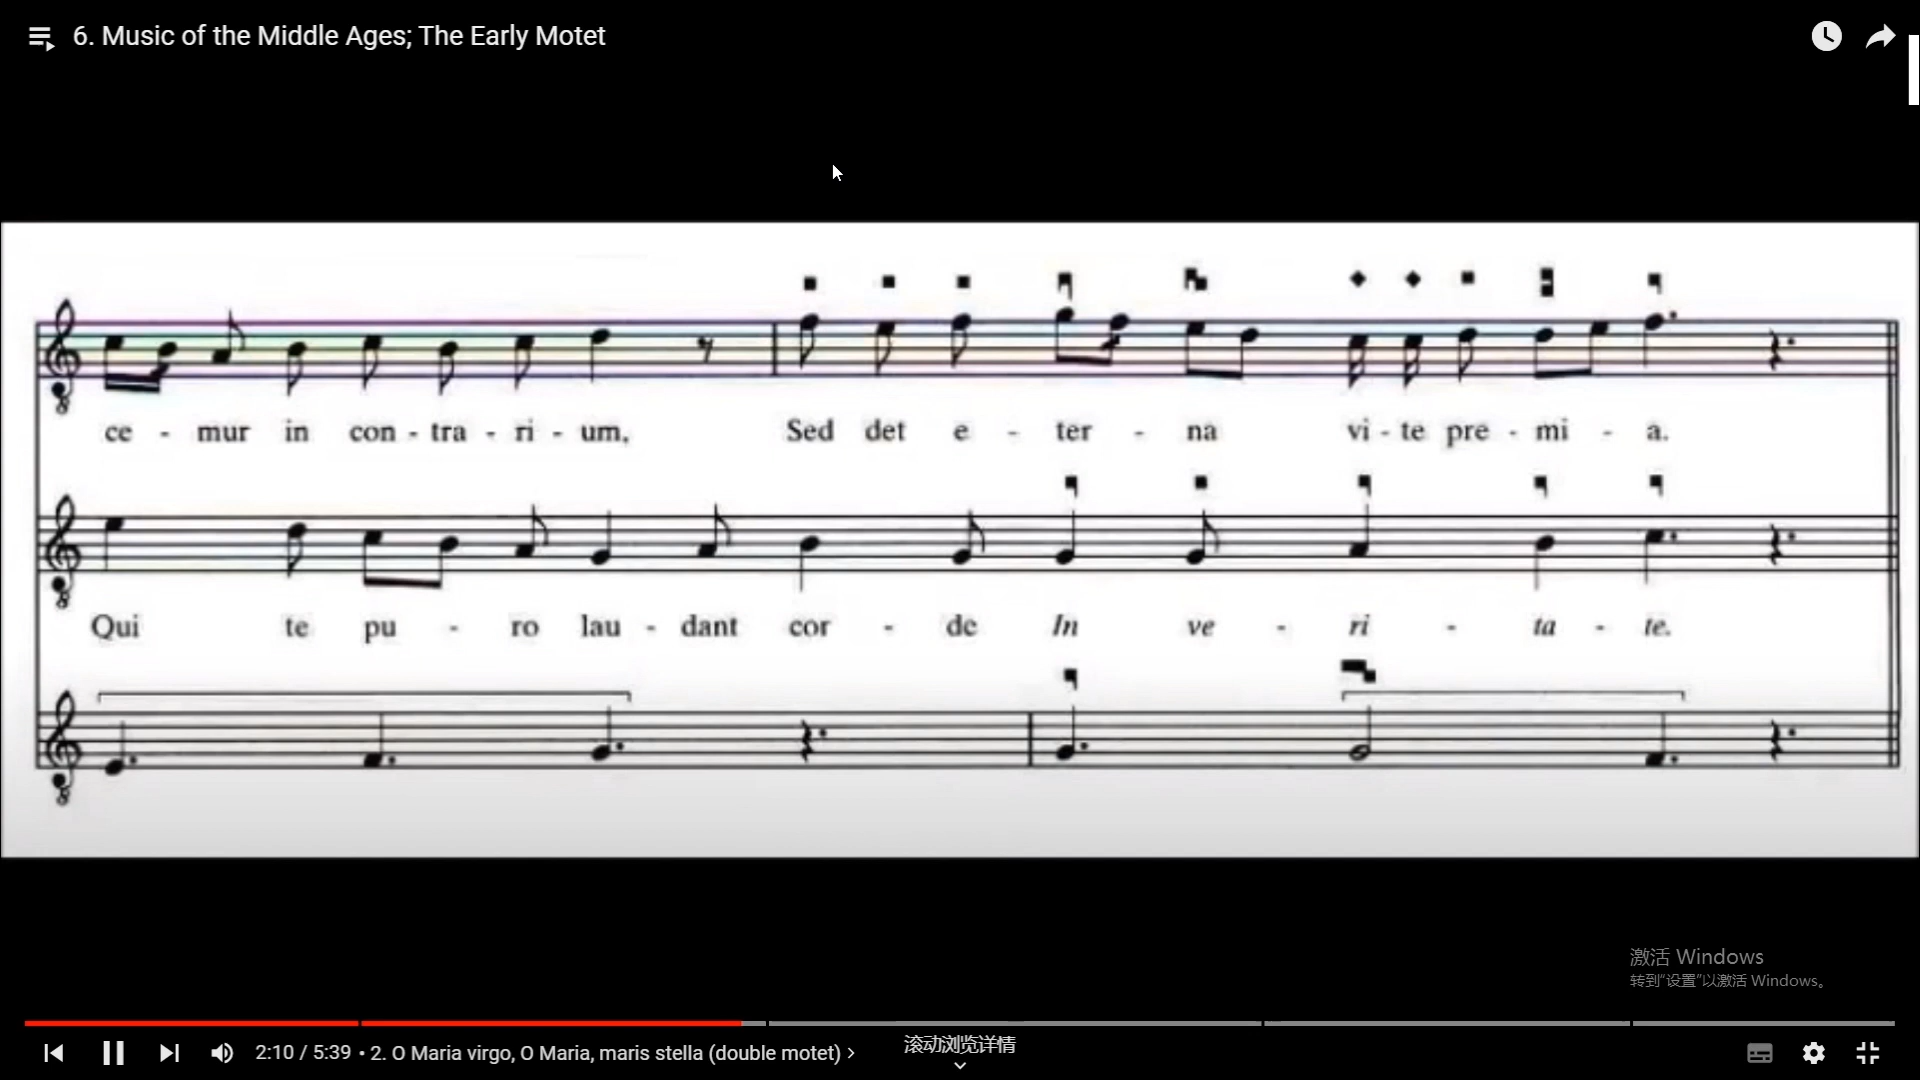 6. Music of the Middle Ages; The Early Motet
ce - mur in con - tra - ri - um, Sed det e - ter - na vi - te pre - mi - a.
Qui te pu - ro lau - dant cor - de In ve - ri - ta - te.
激活 Windows
转到“设置”以激活 Windows。
2:10 / 5:39 • 2. O Maria virgo, O Maria, maris stella (double motet) >
滚动浏览详情